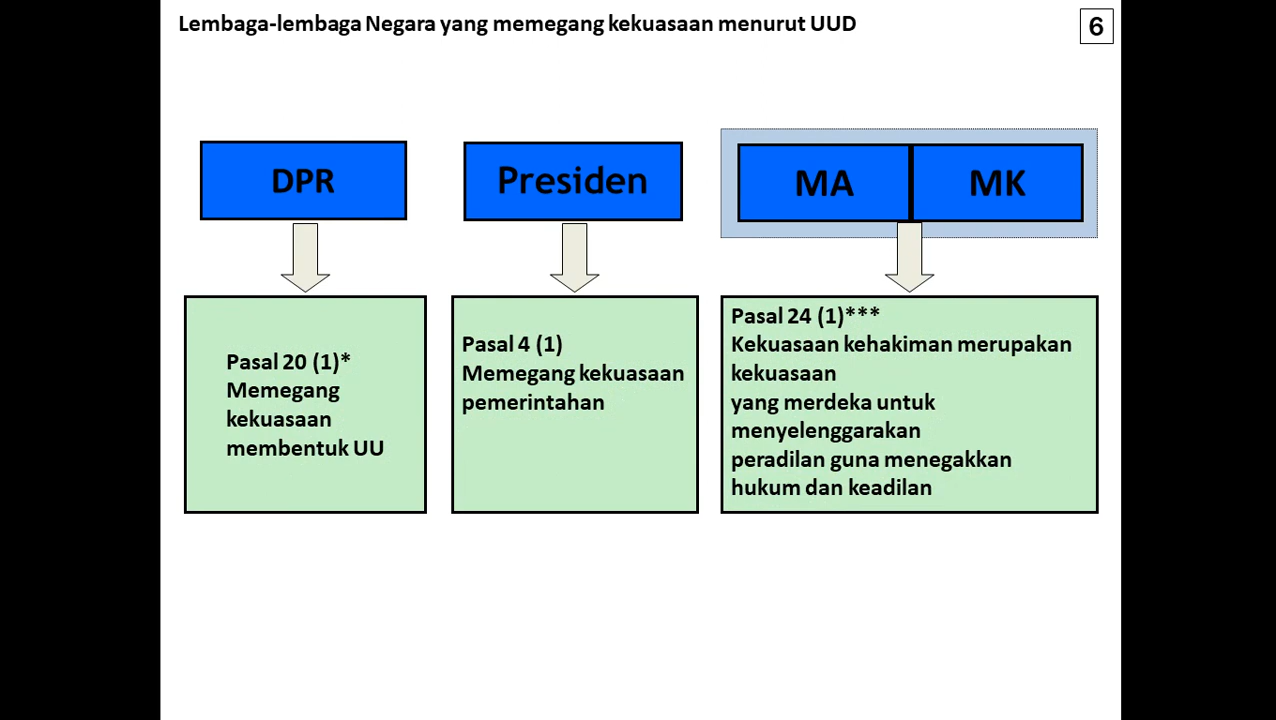 Lembaga-lembaga Negara yang memegang kekuasaan menurut UUD
6
DPR
Presiden
MA
MK
Pasal 20 (1)*
Memegang
kekuasaan
membentuk UU
Pasal 4 (1)
Memegang kekuasaan
pemerintahan
Pasal 24 (1)***
Kekuasaan kehakiman merupakan
kekuasaan
yang merdeka untuk
menyelenggarakan
peradilan guna menegakkan
hukum dan keadilan